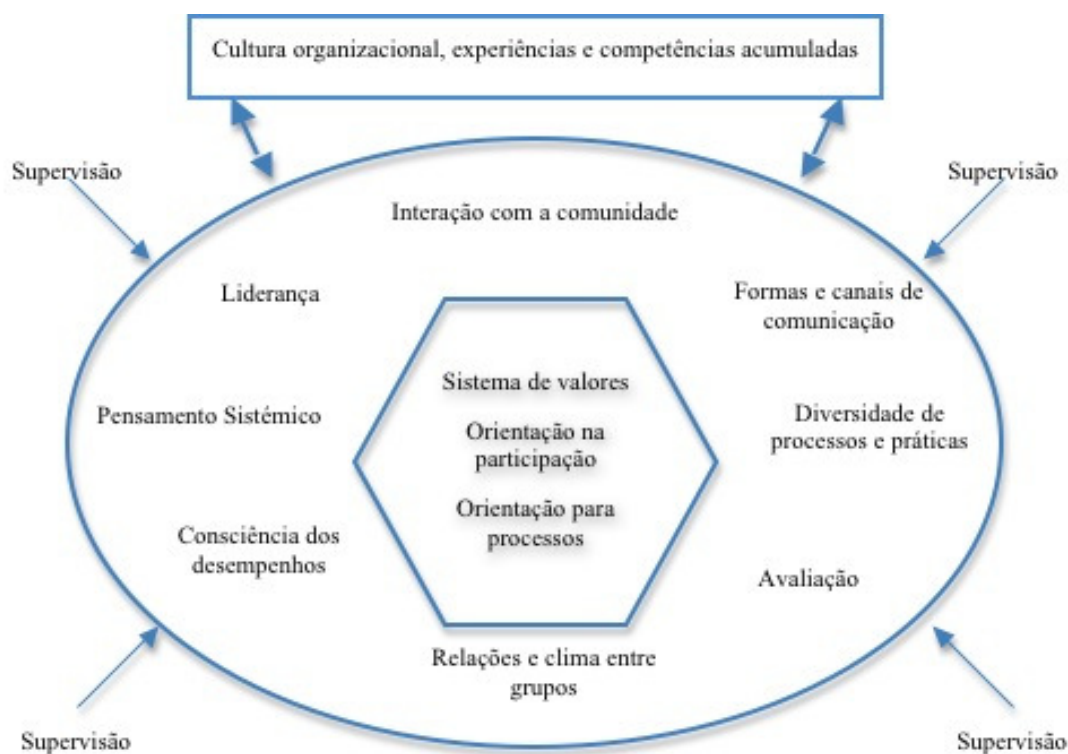 Cultura organizacional, experiências e competências acumuladas
Supervisão
Supervisão
Interação com a comunidade
Liderança
Formas e canais de
comunicação
Sistema de valores
Pensamento Sistémico
Orientação na
participação
Diversidade de
processos e práticas
Orientação para
processos
Consciência dos
desempenhos
Avaliação
Relações e clima entre
grupos
Supervisão
Supervisão